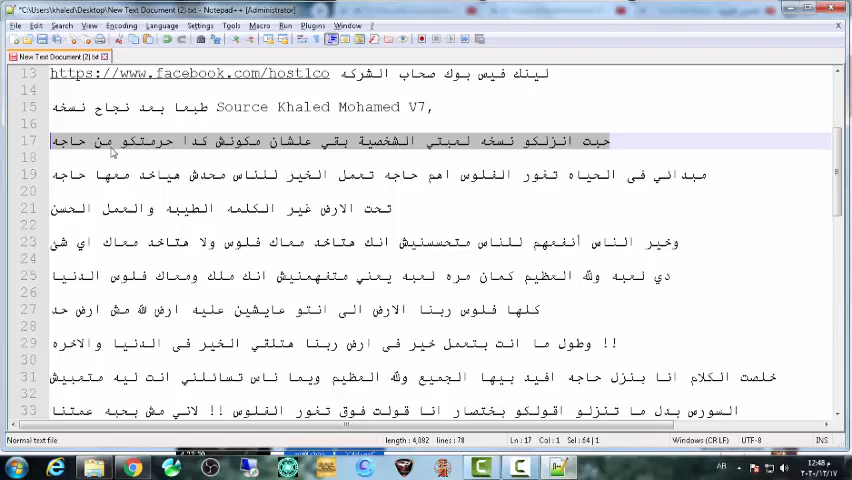 *C:\Users\khaled\Desktop\New Text Document (2).txt - Notepad++ [Administrator]
File Edit Search View Encoding Language Settings Tools Macro Run Plugins Window ?
New Text Document (2).txt
13 https://www.facebook.com/host1co لينك فيس بوك صحاب الشركه
14
15 طبعا بعد نجاح نسخه Source Khaled Mohamed V7,
16
17 حبت انزلكو نسخه لعبتي الشخصية بقي علشان مكونش كدا حرمتكو من حاجه
18
19 مبدائي فى الحياه تغور الفلوس اهم حاجه تعمل الخير للناس محدش هياخد معها حاجه
20
21 تحت الارض غير الكلمه الطيبه والعمل الحسن
22
23 وخير الناس أنفعهم للناس متحسسنيش انك هتاخد معاك فلوس ولا هتاخد معاك اي شئ
24
25 دي لعبه ولله العظيم كمان مره لعبه يعني متفهمنيش انك ملك ومعاك فلوس الدنيا
26
27 كلها فلوس ربنا الارض الى انتو عايشين عليه ارض لله مش ارض حد
28
29 وطول ما انت بتعمل خير فى ارض ربنا هتلقي الخير فى الدنيا والاخره !!
30
31 خلصت الكلام انا بنزل حاجه افيد بيها الجميع ولله العظيم ويما ناس تسائلني انت ليه متعبيش
32
33 السورس بدل ما تنزلو اقولكو بختصار انا قولت فوق تغور الفلوس !! لاني مش بحبه عمتنا
Normal text file length : 4,082 lines : 78 Ln : 17 Col : 1 Sel : 64 | 1 Windows (CR LF) UTF-8 INS
AR 12:48 م
٢٠٢٠/١٢/١٧